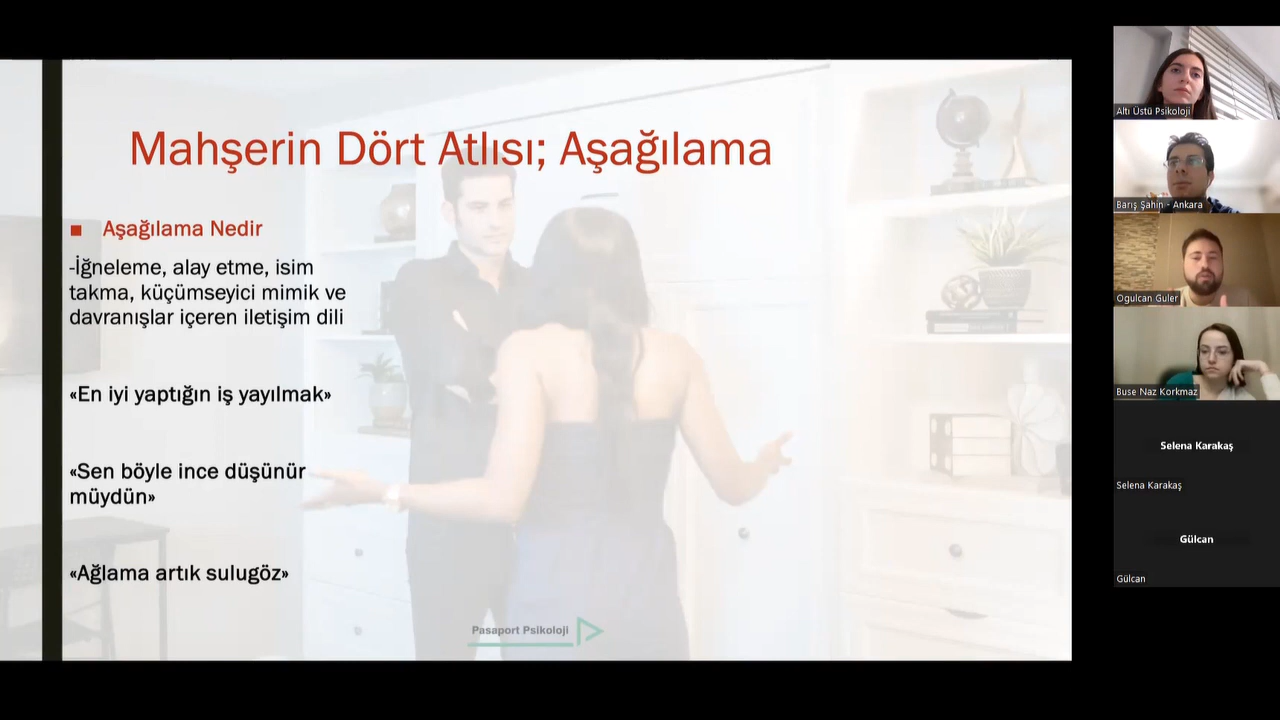 Mahşerin Dört Atlısı; Aşağılama
Aşağılama Nedir
-İğneleme, alay etme, isim
takma, küçümseyici mimik ve
davranışlar içeren iletişim dili
«En iyi yaptığın iş yayılmak»
«Sen böyle ince düşünür
müydün»
«Ağlama artık sulugöz»
Pasaport Psikoloji
Altı Üstü Psikoloji
Barış Şahin - Ankara
Ogulcan Guler
Buse Naz Korkmaz
Selena Karakaş
Selena Karakaş
Gülcan
Gülcan